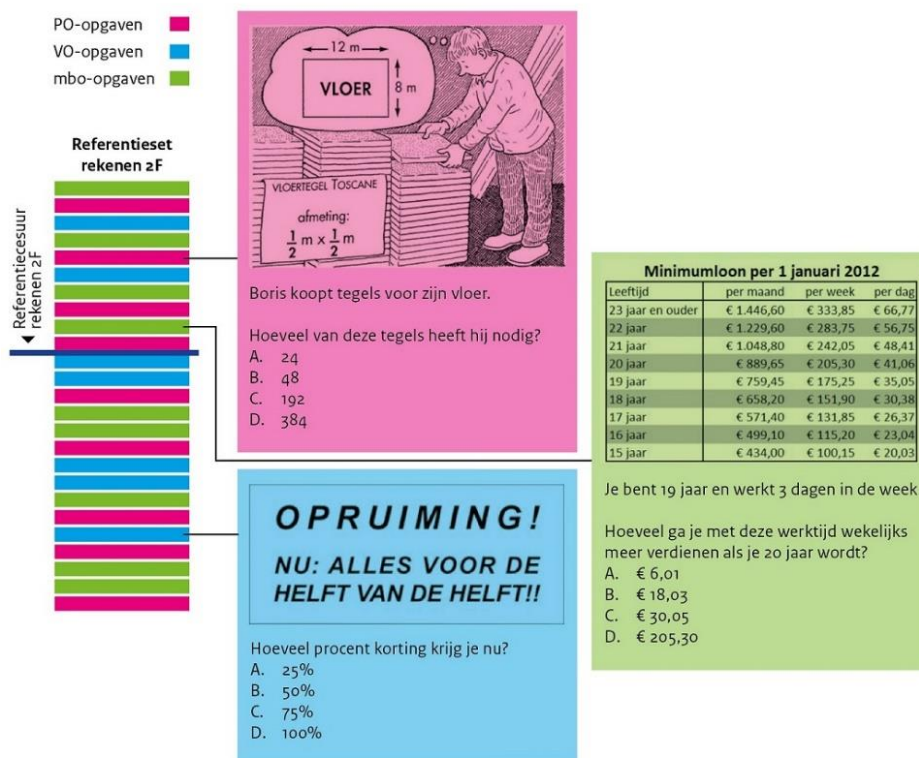 PO-opgaven
VO-opgaven
mbo-opgaven
Referentieset
rekenen 2F
Referentiecesuur
rekenen 2F
12 m
VLOER
8 m
VLOERTEGEL TOSCANE
afmeting:
1/2 m x 1/2 m
Boris koopt tegels voor zijn vloer.
Hoeveel van deze tegels heeft hij nodig?
A. 24
B. 48
C. 192
D. 384
Minimumloon per 1 januari 2012
Leeftijd per maand per week per dag
23 jaar en ouder € 1.446,60 € 333,85 € 66,77
22 jaar € 1.229,60 € 283,75 € 56,75
21 jaar € 1.048,80 € 242,05 € 48,41
20 jaar € 889,65 € 205,30 € 41,06
19 jaar € 759,45 € 175,25 € 35,05
18 jaar € 658,20 € 151,90 € 30,38
17 jaar € 571,40 € 131,85 € 26,37
16 jaar € 499,10 € 115,20 € 23,04
15 jaar € 434,00 € 100,15 € 20,03
Je bent 19 jaar en werkt 3 dagen in de week
Hoeveel ga je met deze werktijd wekelijks
meer verdienen als je 20 jaar wordt?
A. € 6,01
B. € 18,03
C. € 30,05
D. € 205,30
OPRUIMING!
NU: ALLES VOOR DE
HELFT VAN DE HELFT!!
Hoeveel procent korting krijg je nu?
A. 25%
B. 50%
C. 75%
D. 100%